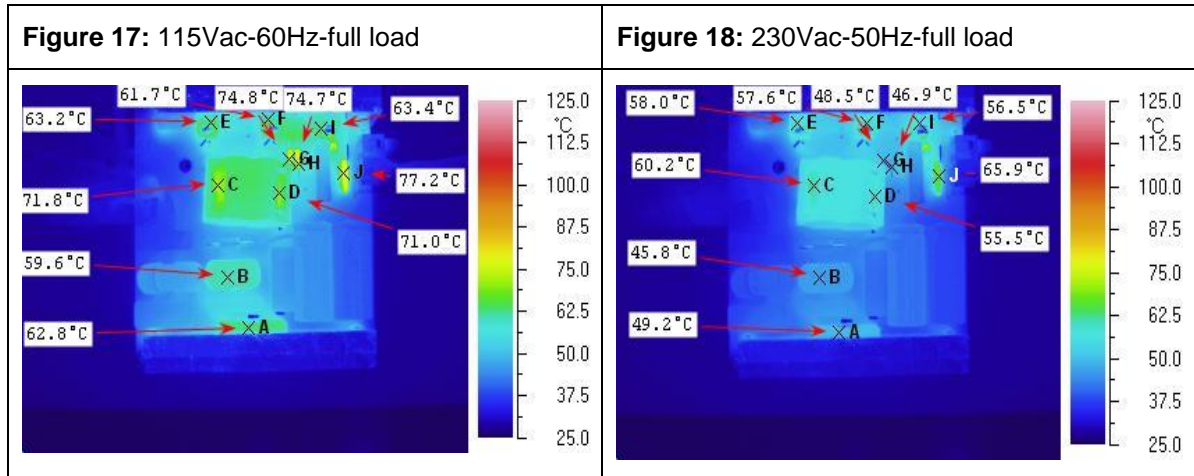 Figure 17: 115Vac-60Hz-full load
Figure 18: 230Vac-50Hz-full load
61.7°C 74.8°C 74.7°C
63.4°C
63.2°C
E
F
I
G
H
J
77.2°C
C
D
71.8°C
71.0°C
59.6°C
B
62.8°C
A
125.0
°C
100.0
87.5
75.0
62.5
50.0
37.5
25.0
58.0°C 57.6°C 48.5°C 46.9°C
56.5°C
E
F
I
G
H
60.2°C
J
65.9°C
C
D
55.5°C
45.8°C
B
49.2°C
A
125.0
°C
100.0
87.5
75.0
62.5
50.0
37.5
25.0